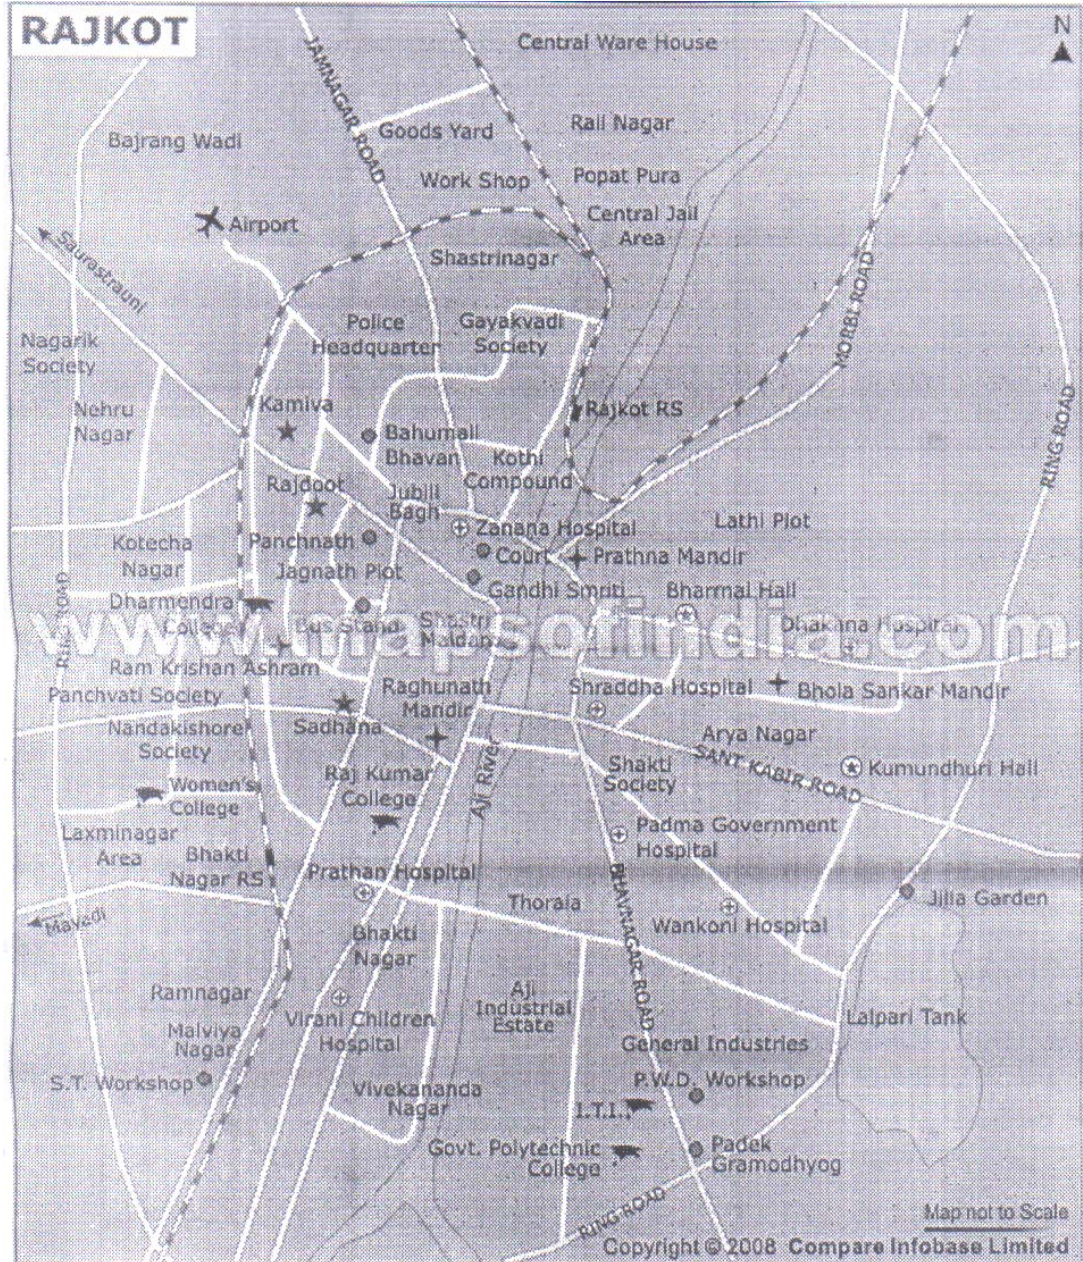 RAJKOT
N
Central Ware House
JAMNAGAR ROAD
Goods Yard
Rail Nagar
Bajrang Wadi
Work Shop
Popat Pura
Airport
Central Jail
Area
Saurastrauni
Shastrinagar
MORBI ROAD
Police
Headquarter
Gayakvadi
Society
Nagarik
Society
RING ROAD
Nehru
Nagar
Kamiva
Rajkot RS
Bahumali
Bhavan
Kothi
Compound
Rajdoot
Jubili
Bagh
Zanana Hospital
Lathi Plot
Kotecha
Nagar
Panchnath
Court
Prathna Mandir
Jagnath Plot
Gandhi Smriti
Bharmal Hall
Dharmendra
College
Bus Stand
Shastri
Maidan
Dhakana Hospital
www.mapsofindia.com
RING ROAD
Ram Krishan Ashram
Panchvati Society
Raghunath
Mandir
Shraddha Hospital
Bhola Sankar Mandir
Nandakishore
Society
Sadhana
Arya Nagar
SANT KABIR ROAD
Women's
College
Raj Kumar
College
Aji River
Shakti
Society
Kumundhuri Hall
Laxminagar
Area
Bhakti
Nagar RS
Padma Government
Hospital
Prathan Hospital
Thorala
BHAVNAGAR ROAD
Jilla Garden
Mavadi
Bhakti
Nagar
Wankoni Hospital
Ramnagar
Aji
Industrial
Estate
Lalpari Tank
Malviya
Nagar
Virani Children
Hospital
General Industries
S.T. Workshop
Vivekananda
Nagar
P.W.D. Workshop
I.T.I.
Govt. Polytechnic
College
Padek
Gramodhyog
RING ROAD
Map not to Scale
Copyright © 2008 Compare Infobase Limited